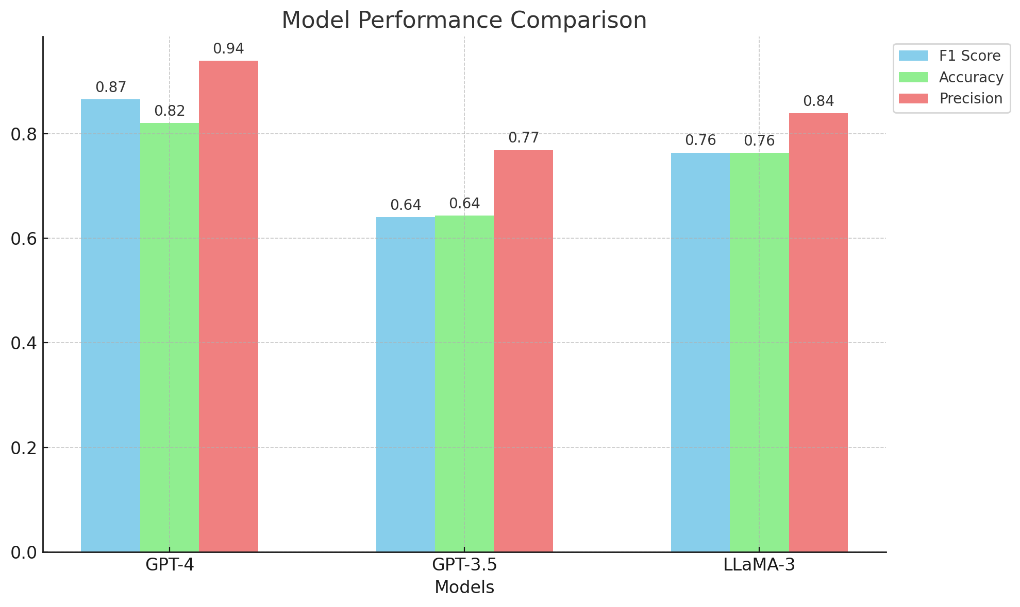 Model Performance Comparison
F1 Score
Accuracy
Precision
0.87
0.82
0.94
0.64
0.64
0.77
0.76
0.76
0.84
0.8
0.6
0.4
0.2
0.0
GPT-4
GPT-3.5
LLaMA-3
Models